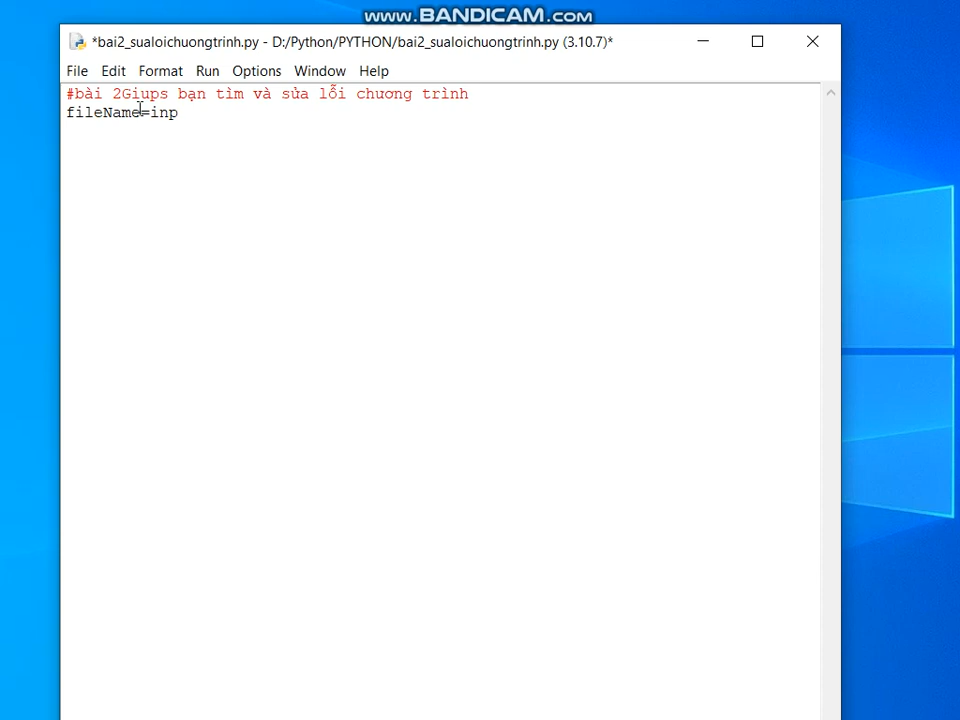 www.BANDICAM.com
*bai2_sualoichuongtrinh.py - D:/Python/PYTHON/bai2_sualoichuongtrinh.py (3.10.7)*
File Edit Format Run Options Window Help
#bài 2Giups bạn tìm và sửa lỗi chương trình
fileName=inp